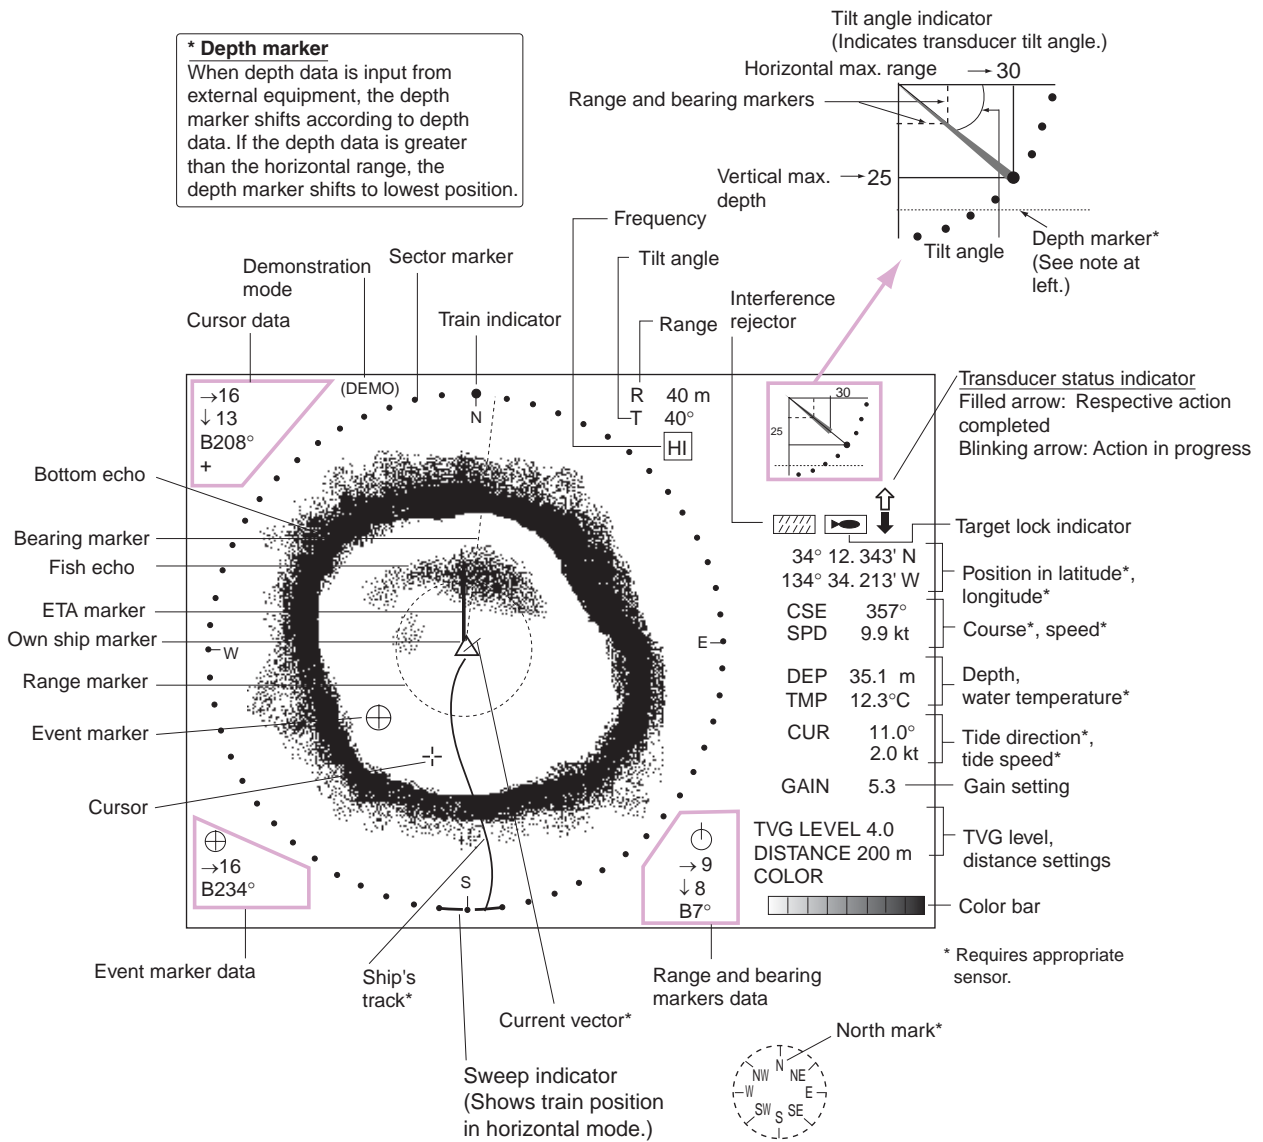 Tilt angle indicator
(Indicates transducer tilt angle.)
* Depth marker
When depth data is input from
external equipment, the depth
marker shifts according to depth
data. If the depth data is greater
than the horizontal range, the
depth marker shifts to lowest position.
Horizontal max. range → 30
Range and bearing markers
Vertical max. → 25
depth
Tilt angle
Depth marker*
(See note at
left.)
Frequency
Tilt angle
Range
Interference
rejector
Sector marker
Demonstration
mode
Cursor data
Train indicator
→16
↓ 13
B208°
+
(DEMO)
N
R 40 m
T 40°
HI
30
25
Transducer status indicator
Filled arrow: Respective action
completed
Blinking arrow: Action in progress
Bottom echo
Bearing marker
Fish echo
ETA marker
Own ship marker
Range marker
Event marker
Cursor
W
E
S
Target lock indicator
34° 12. 343' N
134° 34. 213' W
Position in latitude*,
longitude*
CSE 357°
SPD 9.9 kt
Course*, speed*
DEP 35.1 m
TMP 12.3°C
Depth,
water temperature*
CUR 11.0°
2.0 kt
Tide direction*,
tide speed*
GAIN 5.3
Gain setting
TVG LEVEL 4.0
DISTANCE 200 m
COLOR
TVG level,
distance settings
Color bar
→16
B234°
→ 9
↓ 8
B7°
* Requires appropriate
sensor.
Event marker data
Ship's
track*
Current vector*
Range and bearing
markers data
Sweep indicator
(Shows train position
in horizontal mode.)
North mark*
N
NE
E
SE
S
SW
W
NW